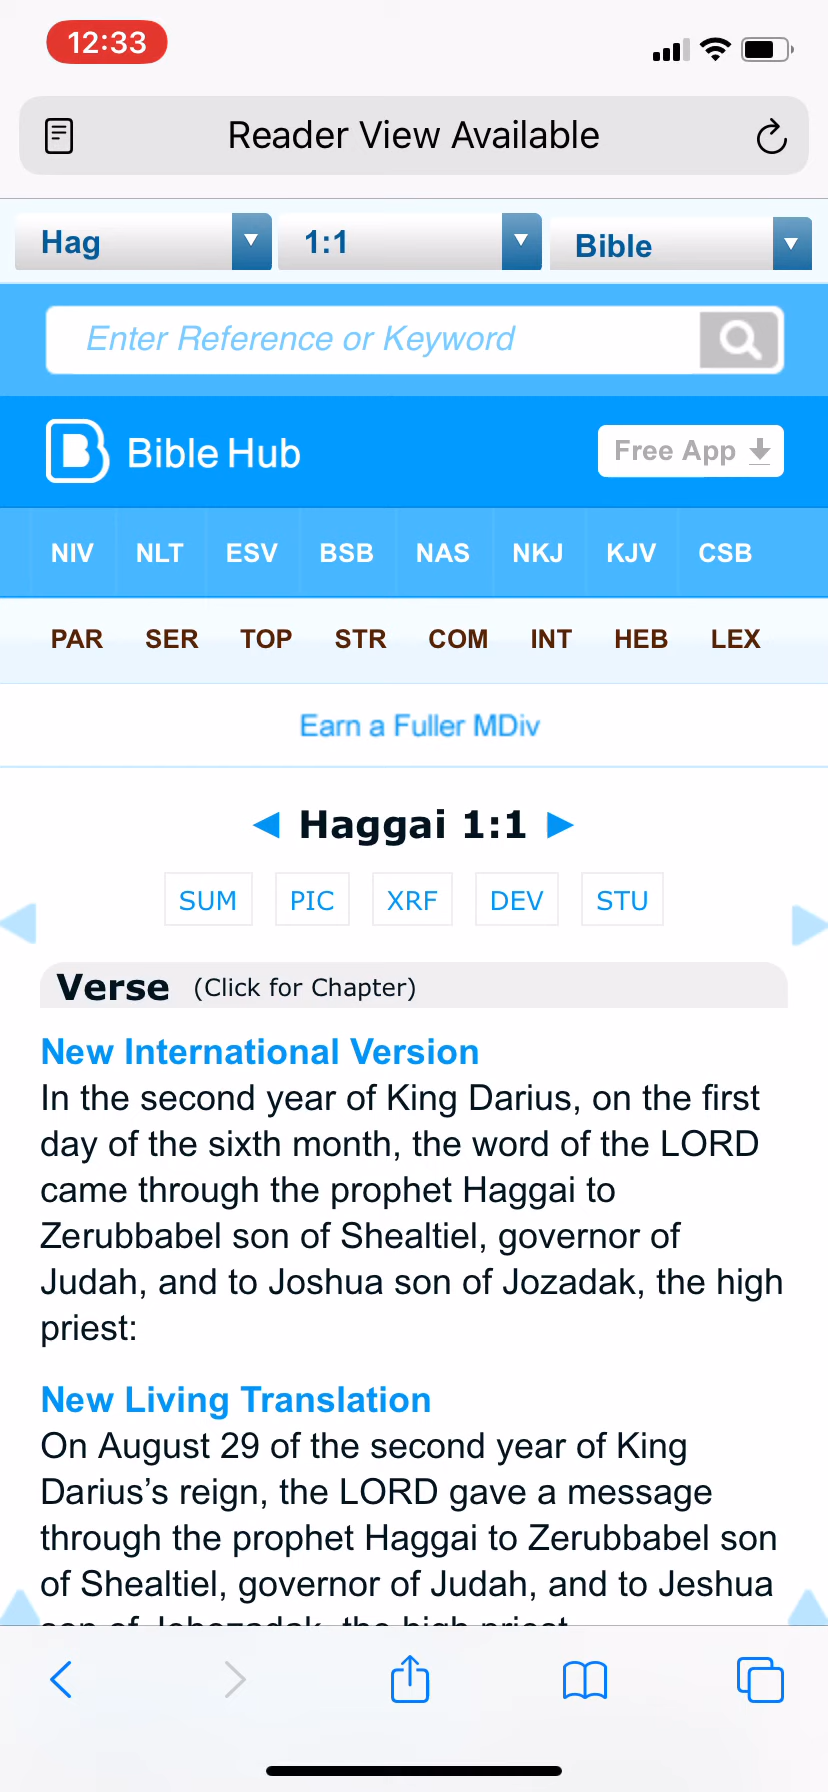 12:33
Reader View Available
Hag 1:1 Bible
Enter Reference or Keyword
Bible Hub Free App
NIV NLT ESV BSB NAS NKJ KJV CSB
PAR SER TOP STR COM INT HEB LEX
Earn a Fuller MDiv
Haggai 1:1
SUM PIC XRF DEV STU
Verse (Click for Chapter)
New International Version
In the second year of King Darius, on the first
day of the sixth month, the word of the LORD
came through the prophet Haggai to
Zerubbabel son of Shealtiel, governor of
Judah, and to Joshua son of Jozadak, the high
priest:
New Living Translation
On August 29 of the second year of King
Darius’s reign, the LORD gave a message
through the prophet Haggai to Zerubbabel son
of Shealtiel, governor of Judah, and to Jeshua
son of Jehozadak, the high priest